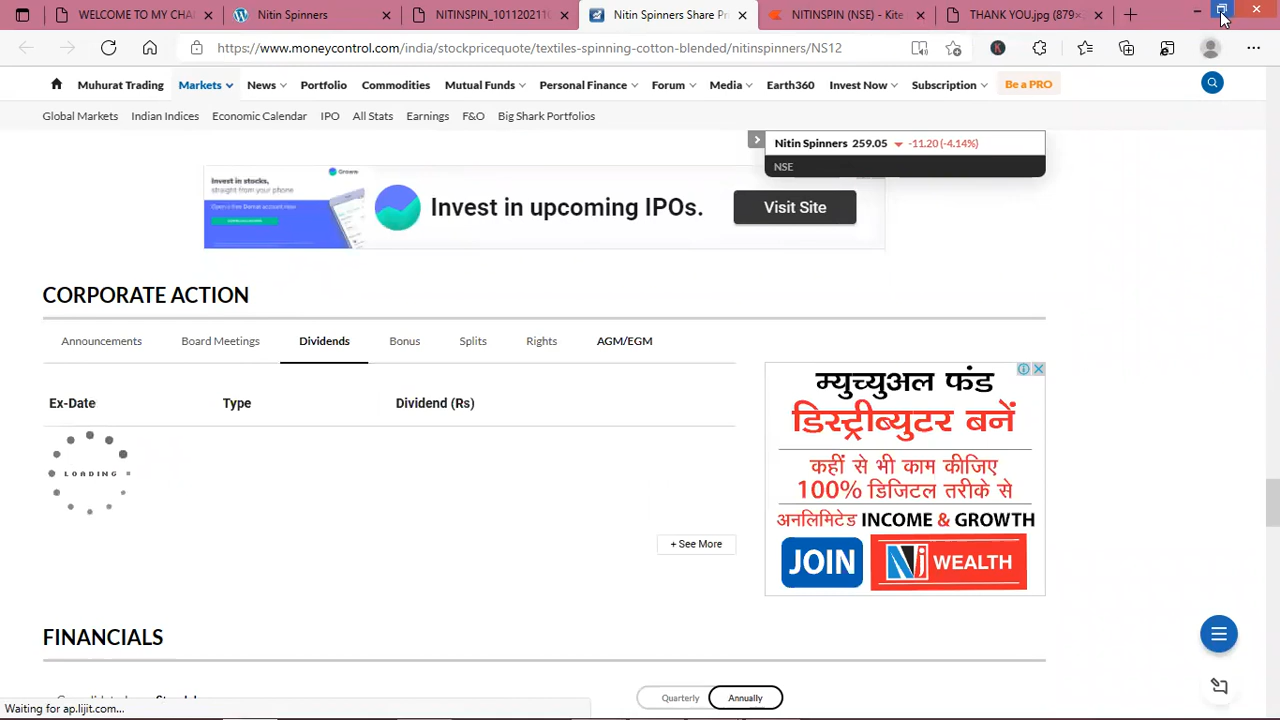 WELCOME TO MY CHA
Nitin Spinners
NITINSPIN_1011202110
Nitin Spinners Share Pr
NITINSPIN (NSE) - Kite
THANK YOU.jpg (879×
https://www.moneycontrol.com/india/stockpricequote/textiles-spinning-cotton-blended/nitinspinners/NS12
Muhurat Trading Markets News Portfolio Commodities Mutual Funds Personal Finance Forum Media Earth360 Invest Now Subscription Be a PRO
Global Markets Indian Indices Economic Calendar IPO All Stats Earnings F&O Big Shark Portfolios
Nitin Spinners 259.05 -11.20 (-4.14%)
NSE
Groww
Invest in stocks,
straight from your phone
Invest in upcoming IPOs.
Visit Site
CORPORATE ACTION
Announcements Board Meetings Dividends Bonus Splits Rights AGM/EGM
Ex-Date Type Dividend (Rs)
LOADING
+ See More
म्युच्युअल फंड
डिस्ट्रीब्युटर बनें
कहीं से भी काम कीजिए
100% डिजिटल तरीके से
अनलिमिटेड INCOME & GROWTH
JOIN NJ WEALTH
FINANCIALS
Quarterly Annually
Waiting for ap.lijit.com...